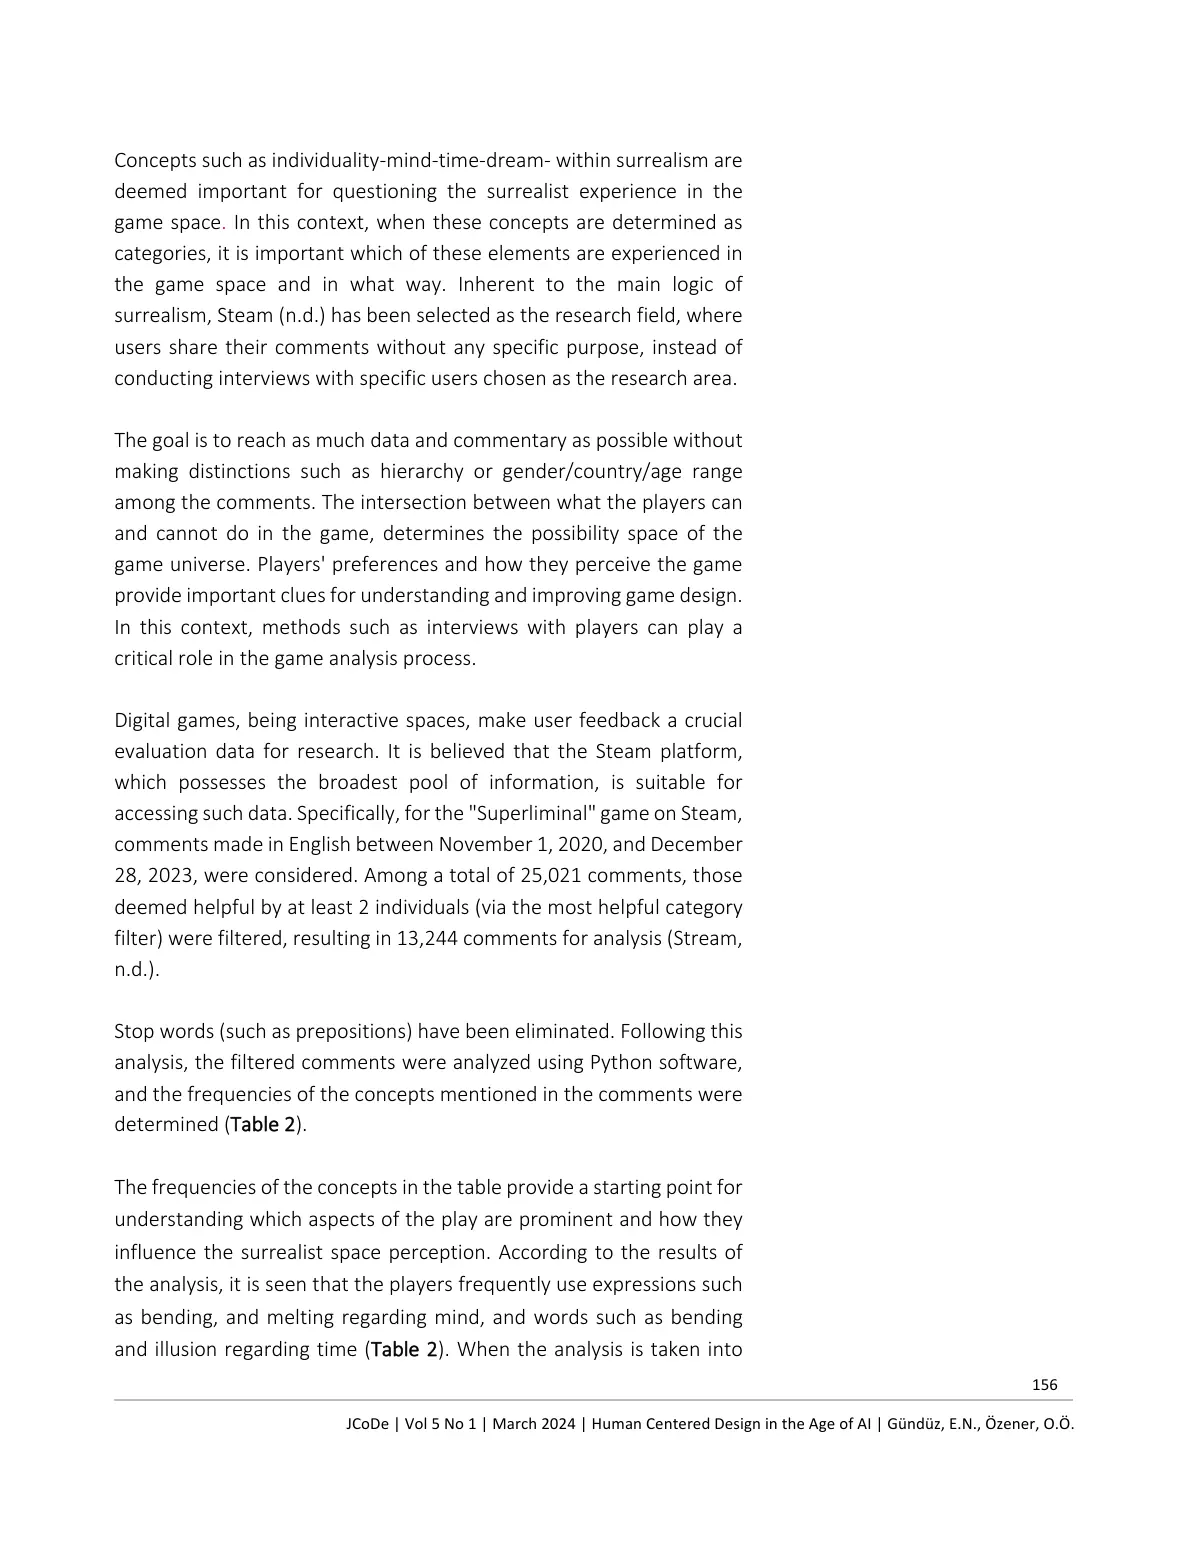 Concepts such as individuality-mind-time-dream- within surrealism are
deemed important for questioning the surrealist experience in the
game space. In this context, when these concepts are determined as
categories, it is important which of these elements are experienced in
the game space and in what way. Inherent to the main logic of
surrealism, Steam (n.d.) has been selected as the research field, where
users share their comments without any specific purpose, instead of
conducting interviews with specific users chosen as the research area.
The goal is to reach as much data and commentary as possible without
making distinctions such as hierarchy or gender/country/age range
among the comments. The intersection between what the players can
and cannot do in the game, determines the possibility space of the
game universe. Players' preferences and how they perceive the game
provide important clues for understanding and improving game design.
In this context, methods such as interviews with players can play a
critical role in the game analysis process.
Digital games, being interactive spaces, make user feedback a crucial
evaluation data for research. It is believed that the Steam platform,
which possesses the broadest pool of information, is suitable for
accessing such data. Specifically, for the "Superliminal" game on Steam,
comments made in English between November 1, 2020, and December
28, 2023, were considered. Among a total of 25,021 comments, those
deemed helpful by at least 2 individuals (via the most helpful category
filter) were filtered, resulting in 13,244 comments for analysis (Stream,
n.d.).
Stop words (such as prepositions) have been eliminated. Following this
analysis, the filtered comments were analyzed using Python software,
and the frequencies of the concepts mentioned in the comments were
determined (Table 2).
The frequencies of the concepts in the table provide a starting point for
understanding which aspects of the play are prominent and how they
influence the surrealist space perception. According to the results of
the analysis, it is seen that the players frequently use expressions such
as bending, and melting regarding mind, and words such as bending
and illusion regarding time (Table 2). When the analysis is taken into
156
JCoDe | Vol 5 No 1 | March 2024 | Human Centered Design in the Age of AI | Gündüz, E.N., Özener, O.Ö.